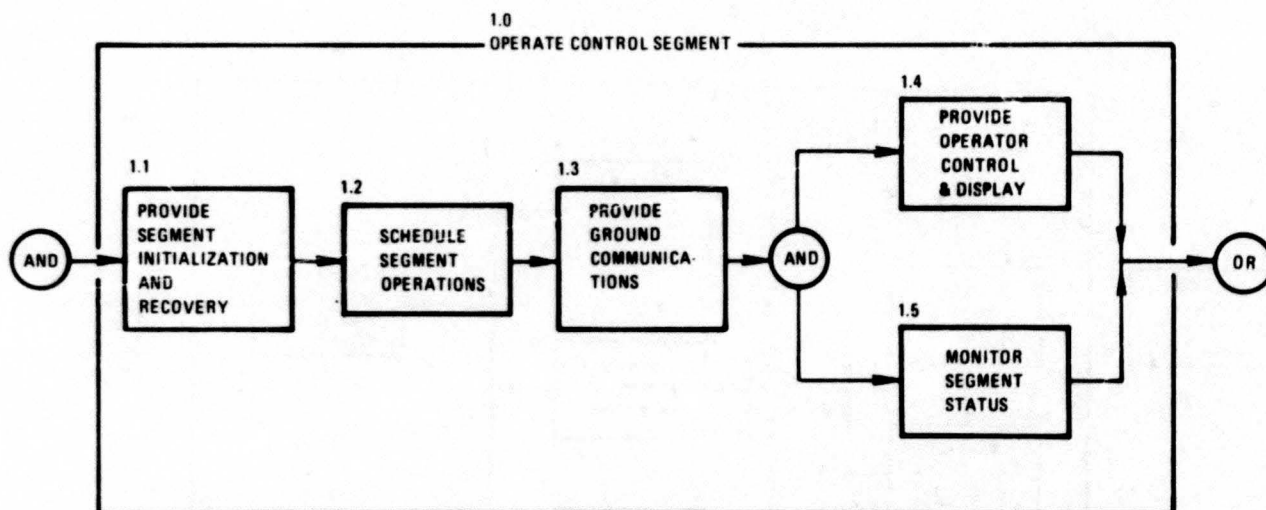 1.0
OPERATE CONTROL SEGMENT
AND
1.1
PROVIDE
SEGMENT
INITIALIZATION
AND
RECOVERY
1.2
SCHEDULE
SEGMENT
OPERATIONS
1.3
PROVIDE
GROUND
COMMUNICA-
TIONS
AND
1.4
PROVIDE
OPERATOR
CONTROL
& DISPLAY
1.5
MONITOR
SEGMENT
STATUS
OR